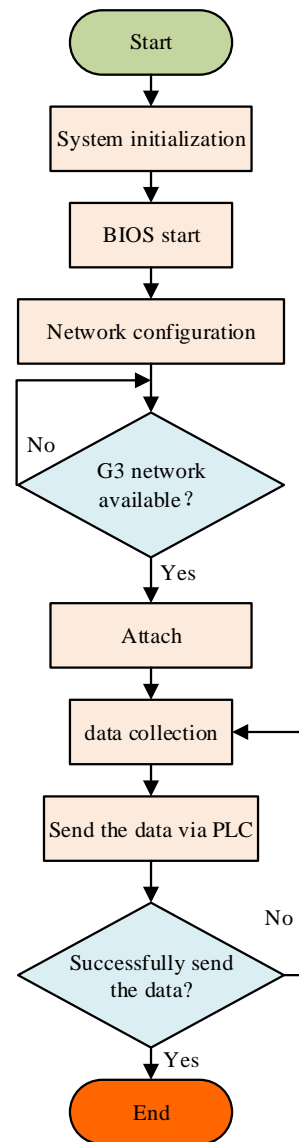 Start
System initialization
BIOS start
Network configuration
No
G3 network
available？
Yes
Attach
data collection
Send the data via PLC
No
Successfully send
the data?
Yes
End